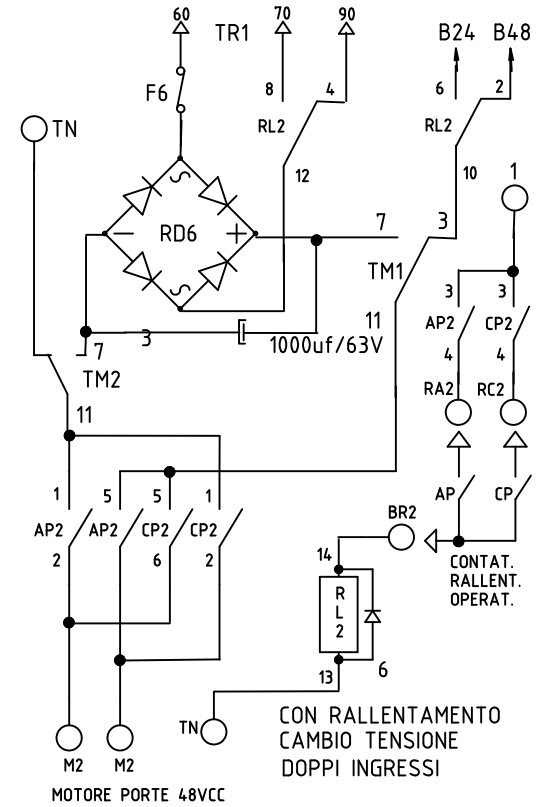 60
TR1
70
90
B24
B48
F6
8
4
RL2
6
2
RL2
TN
12
10
1
RD6
−
+
7
3
TM1
3
3
11
AP2
CP2
3
1000uf/63V
4
4
7
TM2
RA2
RC2
11
1
5
5
1
AP
CP
AP2
AP2
CP2
CP2
BR2
2
6
2
14
CONTAT.
RALLENT.
OPERAT.
R
L
2
13
6
TN
CON RALLENTAMENTO
CAMBIO TENSIONE
DOPPI INGRESSI
M2
M2
MOTORE PORTE 48VCC